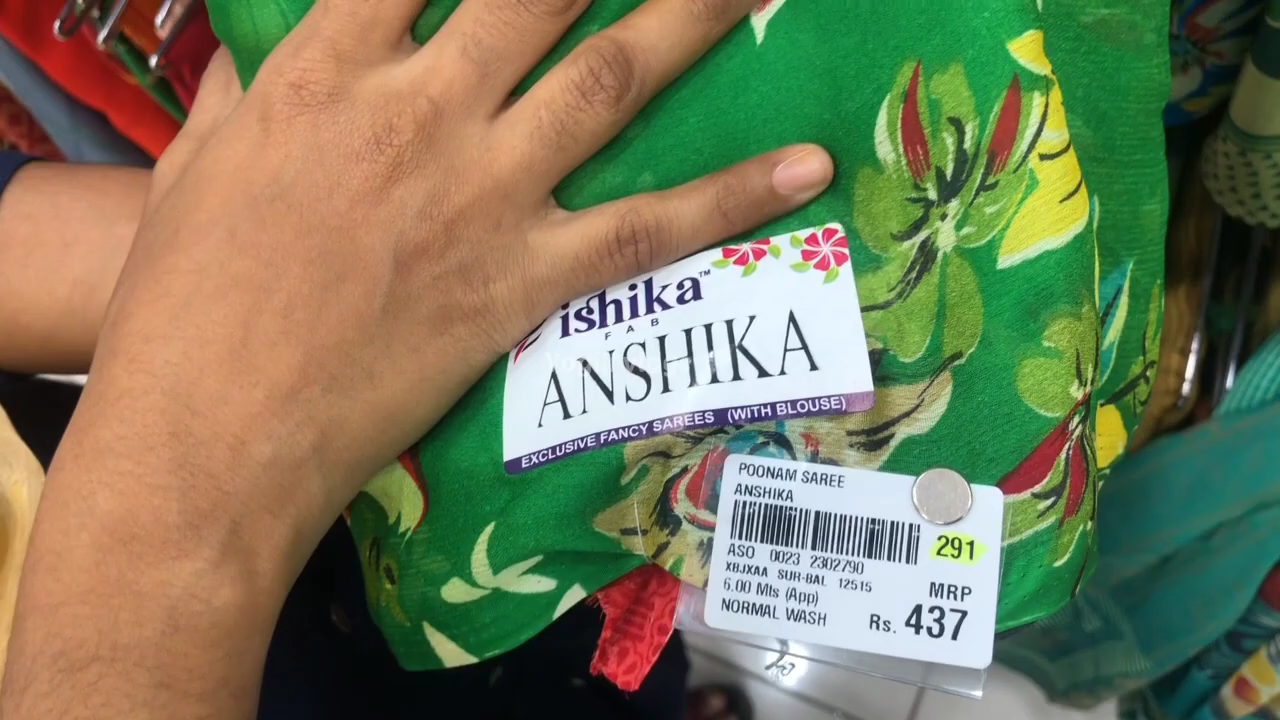 ishika™
FAB
ANSHIKA
EXCLUSIVE FANCY SAREES (WITH BLOUSE)
POONAM SAREE
ANSHIKA
291
ASO 0023 2302790
XBJXAA SUR-BAL 12515
6.00 Mts (App)
NORMAL WASH
MRP
Rs. 437